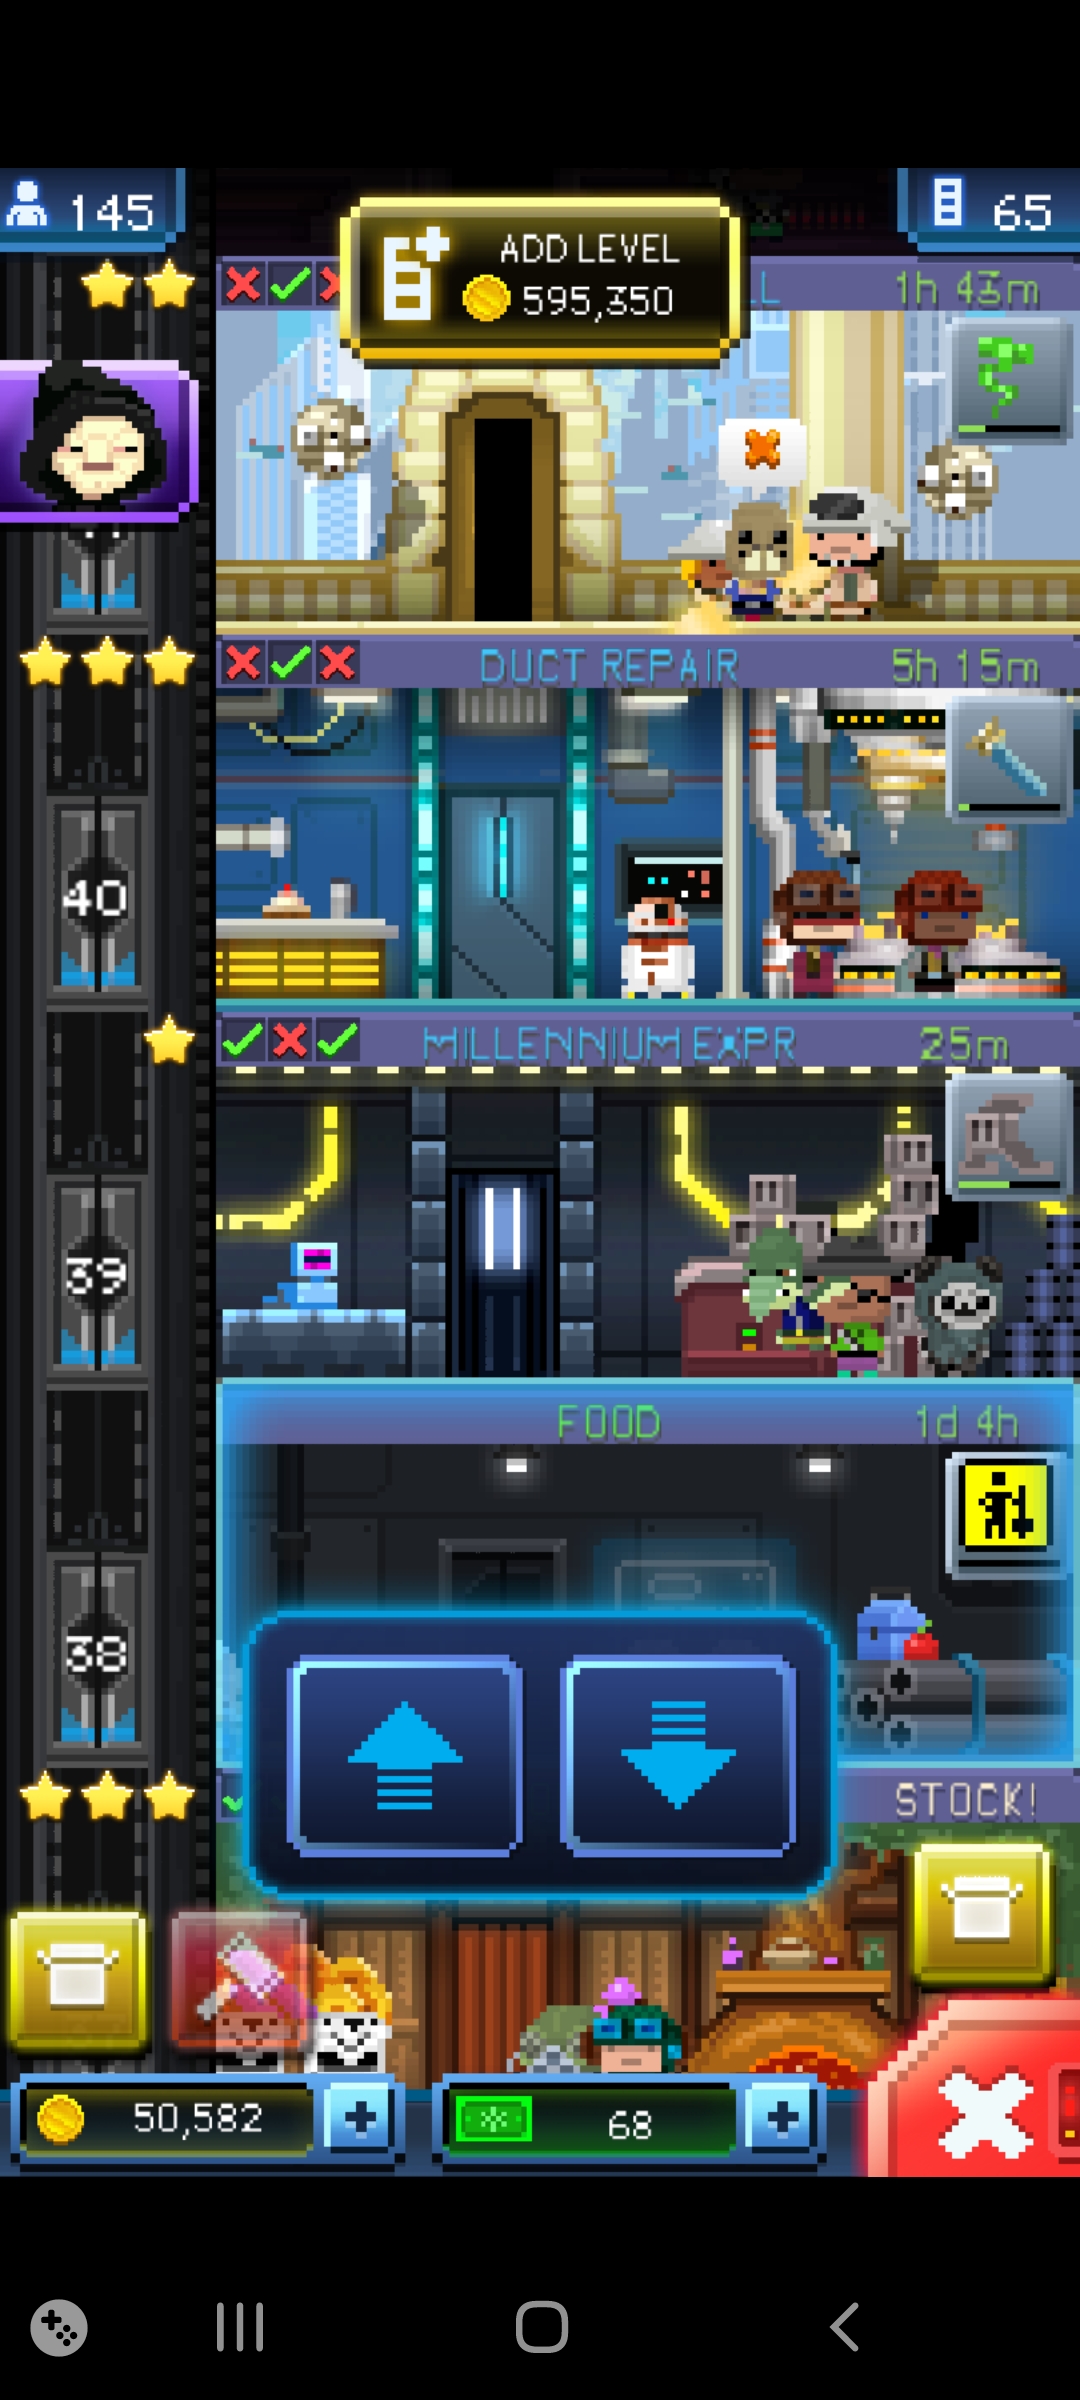 145
65
ADD LEVEL
595,350
1h 43m
DUCT REPAIR 5h 15m
40
MILLENNIUM EXPR 25m
39
FOOD 1d 4h
38
STOCK!
50,582
68